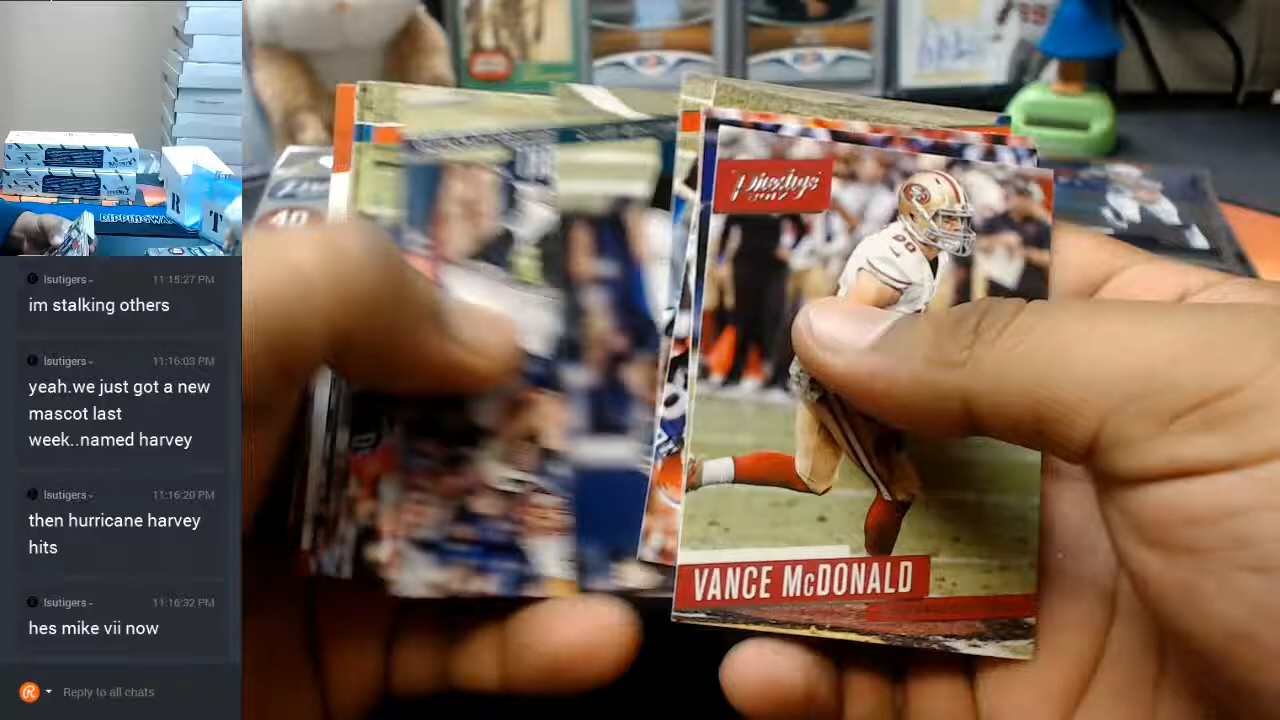 RIPPINGWAX
R
T
lsutigers -
11:15:27 PM
im stalking others
lsutigers -
11:16:03 PM
yeah.we just got a new
mascot last
week..named harvey
lsutigers -
11:16:20 PM
then hurricane harvey
hits
lsutigers -
11:16:32 PM
hes mike vii now
Reply to all chats
40
Prestige
VANCE McDONALD